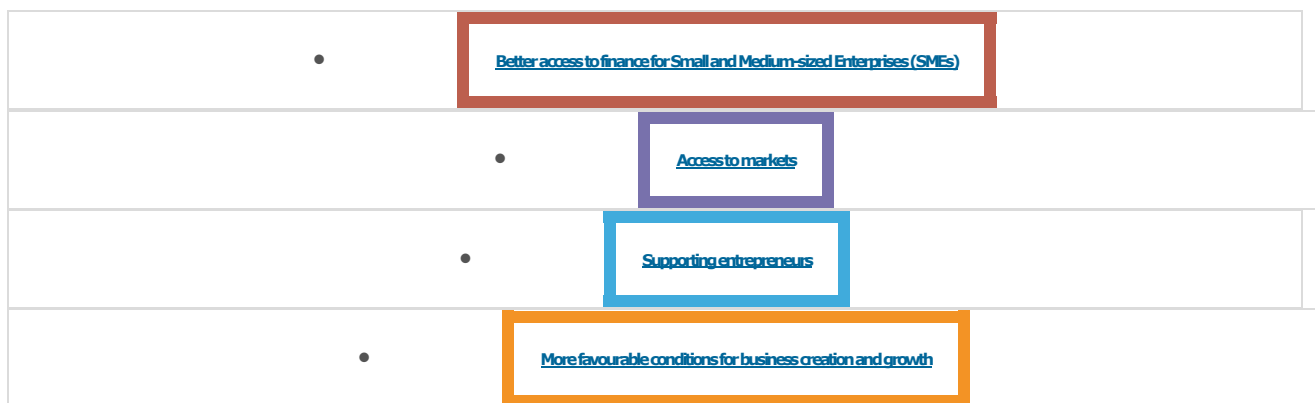 • Better access to finance for Small and Medium-sized Enterprises (SMEs)
• Access to markets
• Supporting entrepreneurs
• More favourable conditions for business creation and growth